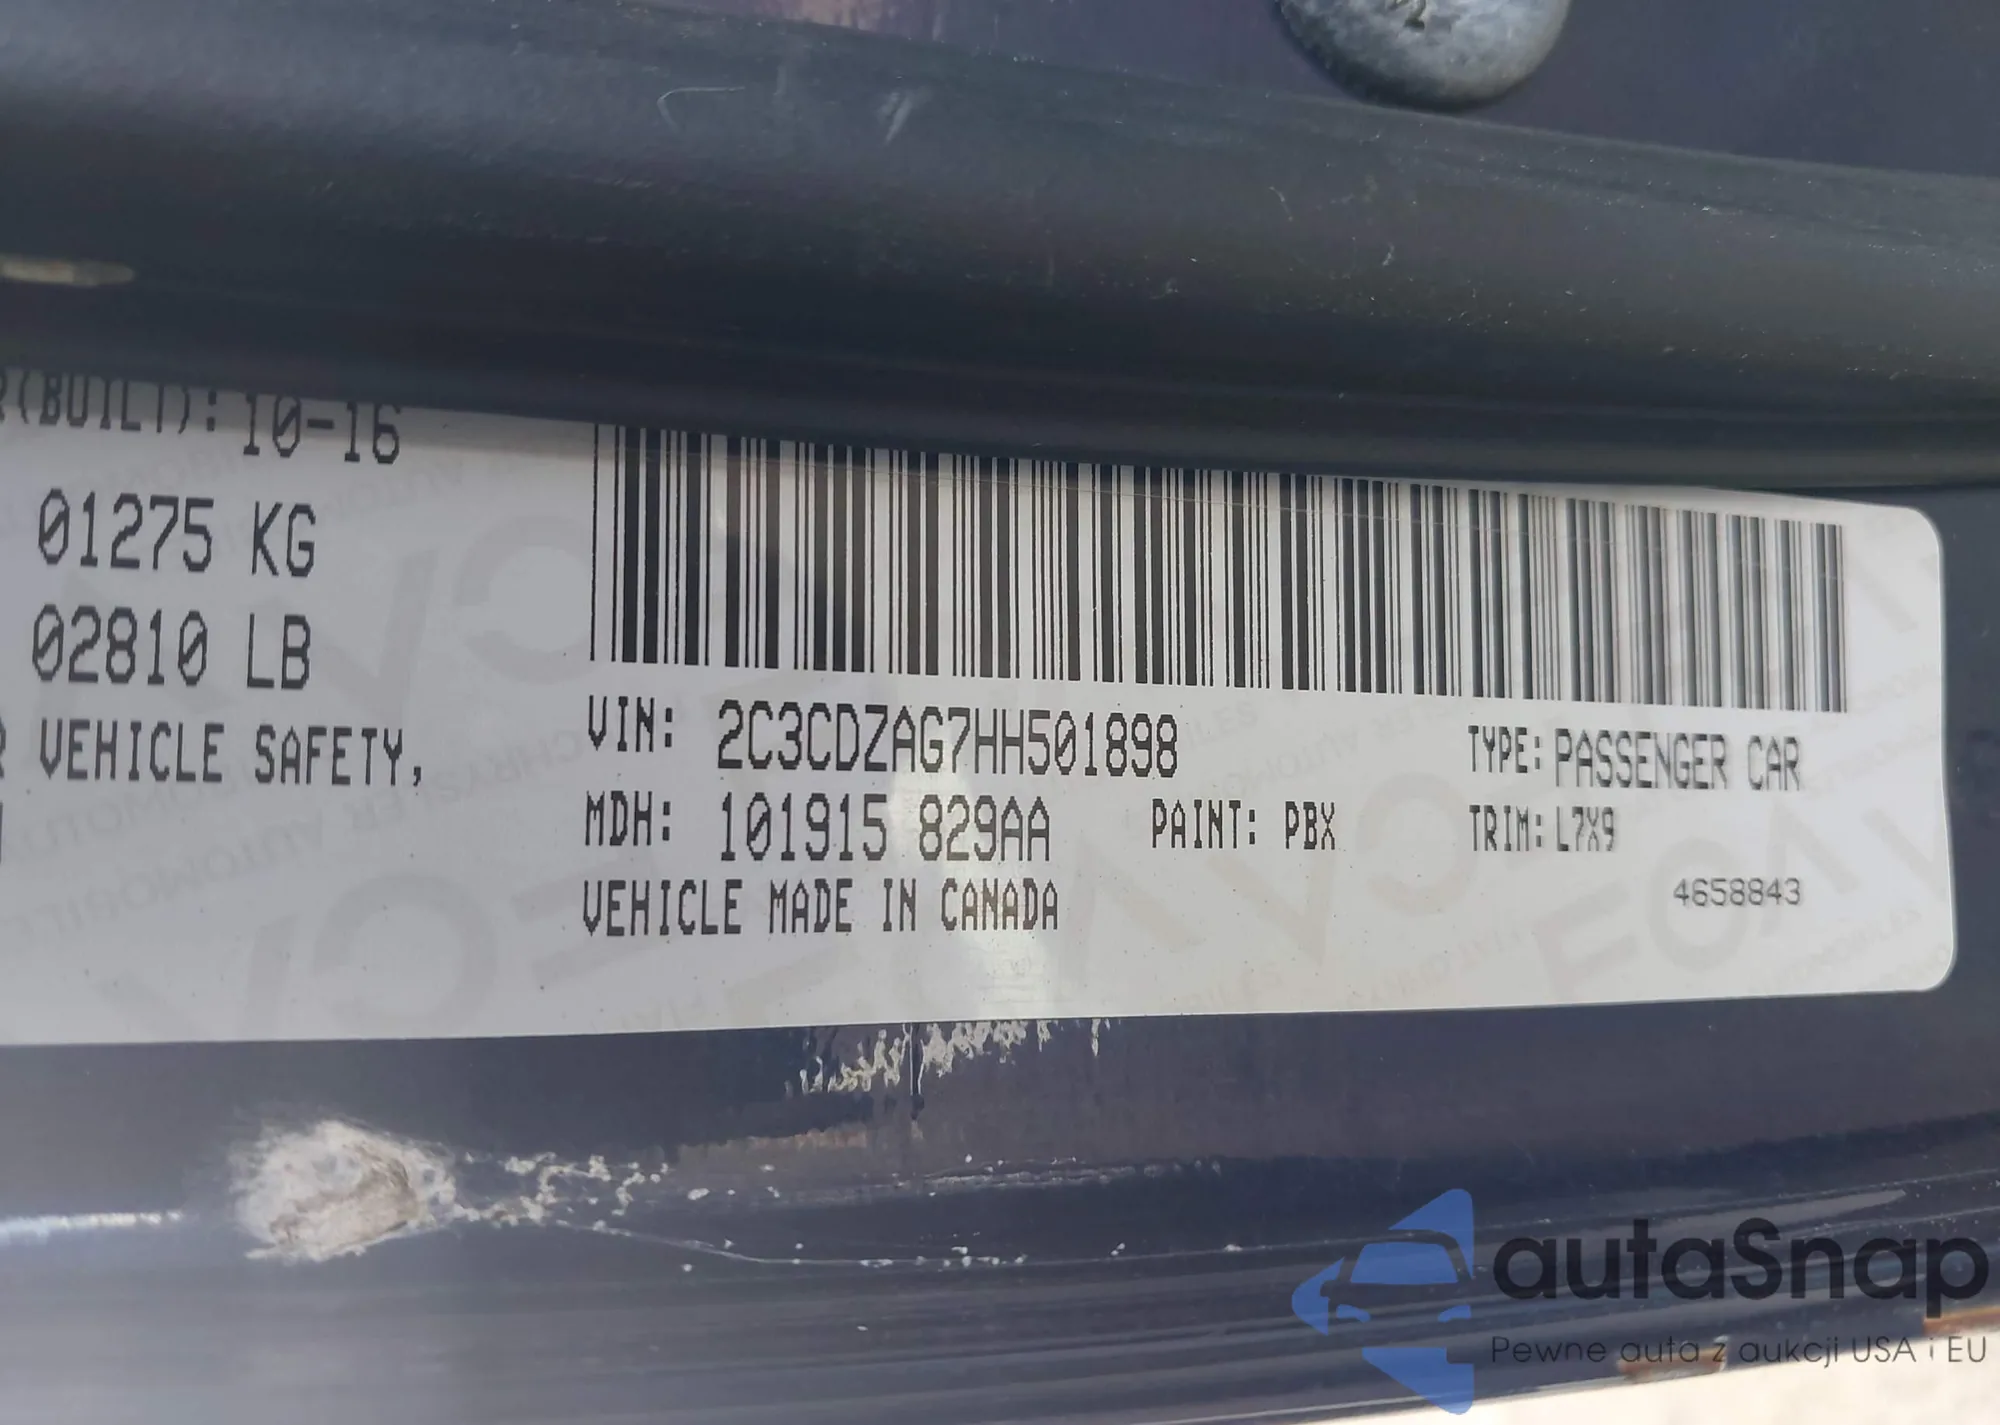 R(BUILT): 10-16
01275 KG
02810 LB
R VEHICLE SAFETY,
VIN: 2C3CDZAG7HH501898
TYPE: PASSENGER CAR
MDH: 101915 829AA
PAINT: PBX
TRIM: L7X9
VEHICLE MADE IN CANADA
4658843
autaSnap
Pewne auta z aukcji USA i EU